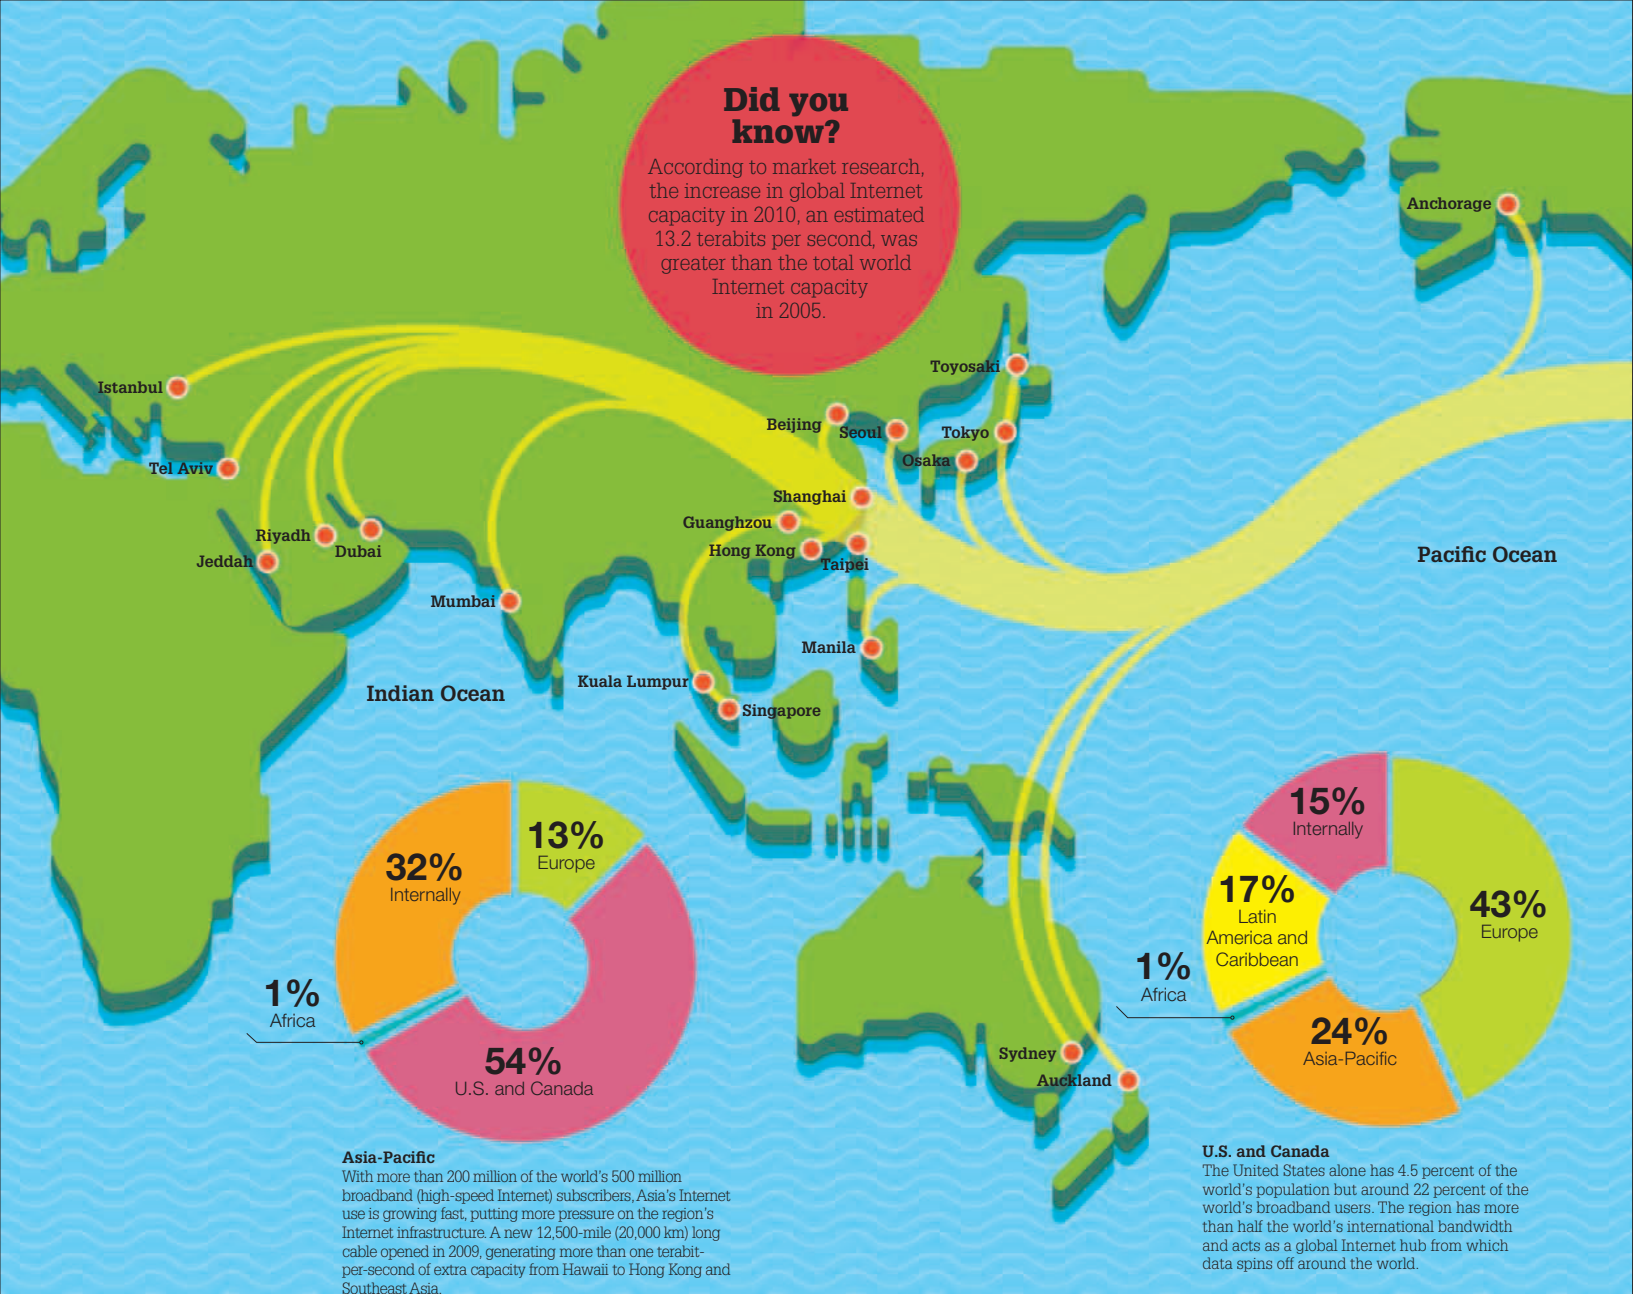 Did you
know?
According to market research,
the increase in global Internet
capacity in 2010, an estimated
13.2 terabits per second, was
greater than the total world
Internet capacity
in 2005.
Anchorage
Istanbul
Toyosaki
Beijing
Seoul
Tokyo
Osaka
Tel Aviv
Shanghai
Guanghzou
Riyadh
Dubai
Hong Kong
Taipei
Jeddah
Pacific Ocean
Mumbai
Manila
Kuala Lumpur
Indian Ocean
Singapore
32%
Internally
13%
Europe
1%
Africa
54%
U.S. and Canada
15%
Internally
17%
Latin
America and
Caribbean
43%
Europe
1%
Africa
24%
Asia-Pacific
Sydney
Auckland
Asia-Pacific
With more than 200 million of the world's 500 million
broadband (high-speed Internet) subscribers, Asia's Internet
use is growing fast, putting more pressure on the region's
Internet infrastructure. A new 12,500-mile (20,000 km) long
cable opened in 2009, generating more than one terabit-
per-second of extra capacity from Hawaii to Hong Kong and
Southeast Asia.
U.S. and Canada
The United States alone has 4.5 percent of the
world's population but around 22 percent of the
world's broadband users. The region has more
than half the world's international bandwidth
and acts as a global Internet hub from which
data spins off around the world.